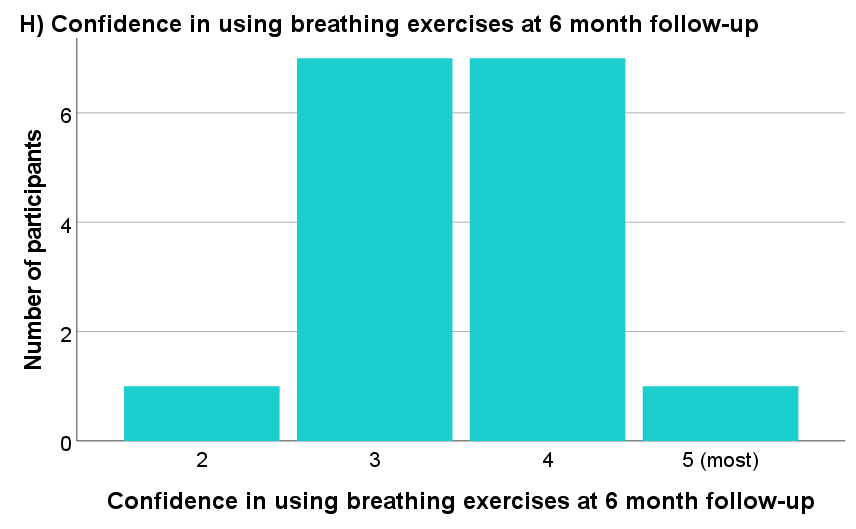 H) Confidence in using breathing exercises at 6 month follow-up
Number of participants
6
4
2
0
2
3
4
5 (most)
Confidence in using breathing exercises at 6 month follow-up